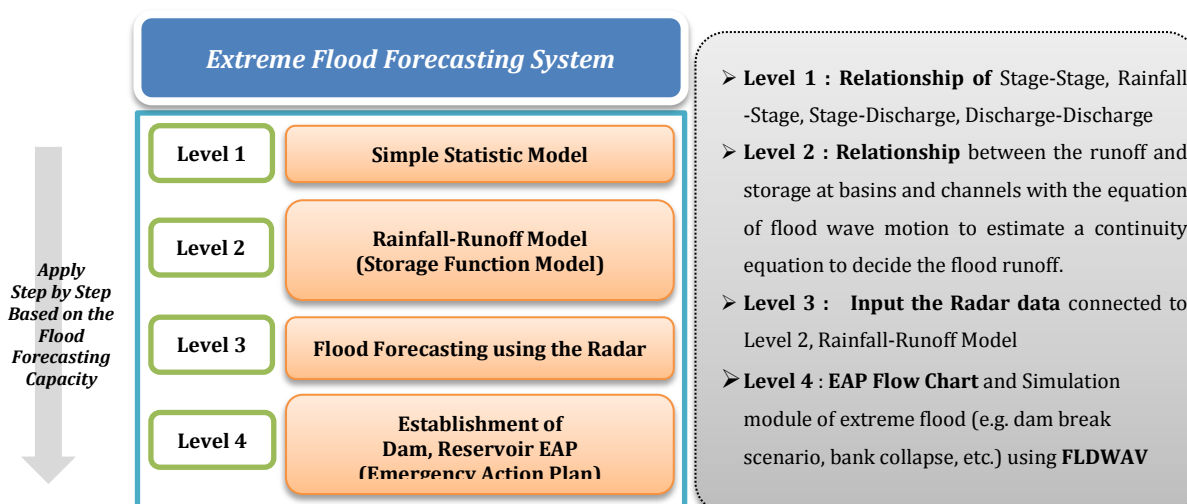 Extreme Flood Forecasting System
Apply
Step by Step
Based on the
Flood
Forecasting
Capacity
Level 1
Simple Statistic Model
Level 2
Rainfall-Runoff Model
(Storage Function Model)
Level 3
Flood Forecasting using the Radar
Level 4
Establishment of
Dam, Reservoir EAP
(Emergency Action Plan)
➢ Level 1 : Relationship of Stage-Stage, Rainfall
-Stage, Stage-Discharge, Discharge-Discharge
➢ Level 2 : Relationship between the runoff and
storage at basins and channels with the equation
of flood wave motion to estimate a continuity
equation to decide the flood runoff.
➢ Level 3 : Input the Radar data connected to
Level 2, Rainfall-Runoff Model
➢ Level 4 : EAP Flow Chart and Simulation
module of extreme flood (e.g. dam break
scenario, bank collapse, etc.) using FLDWAV